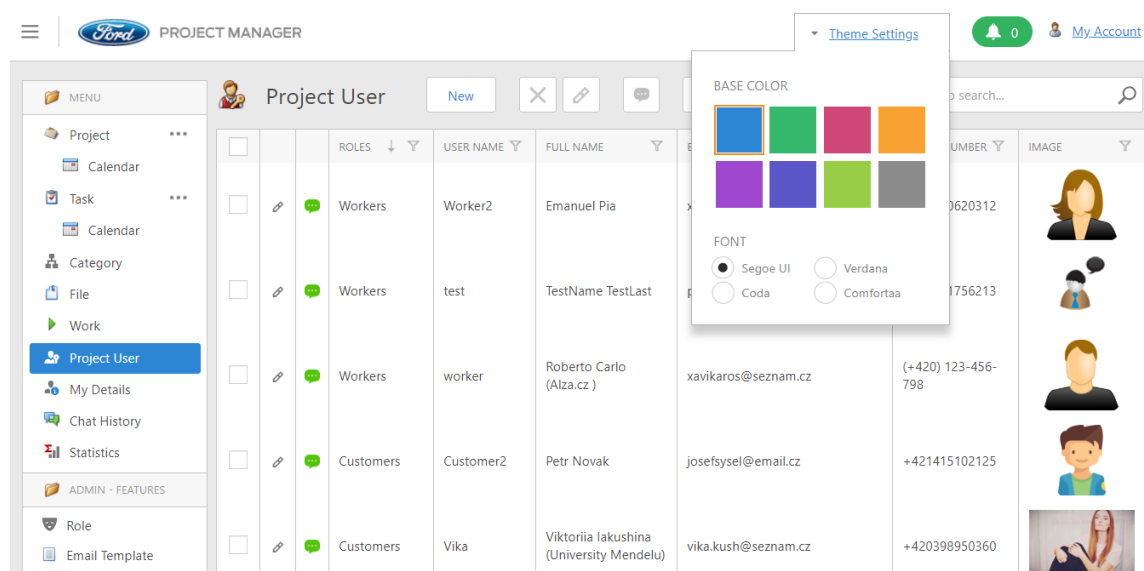 Ford PROJECT MANAGER
Theme Settings
0
My Account
MENU
Project
Calendar
Task
Calendar
Category
File
Work
Project User
My Details
Chat History
Statistics
ADMIN - FEATURES
Role
Email Template
Project User
New
search...
BASE COLOR
FONT
Segoe UI
Verdana
Coda
Comfortaa
ROLES USER NAME FULL NAME UMBER IMAGE
Workers Worker2 Emanuel Pia 0620312
Workers test TestName TestLast 1756213
Workers worker Roberto Carlo
(Alza.cz ) xavikaros@seznam.cz (+420) 123-456-
798
Customers Customer2 Petr Novak josefsysel@email.cz +421415102125
Customers Vika Viktoriia Iakushina
(University Mendelu) vika.kush@seznam.cz +420398950360